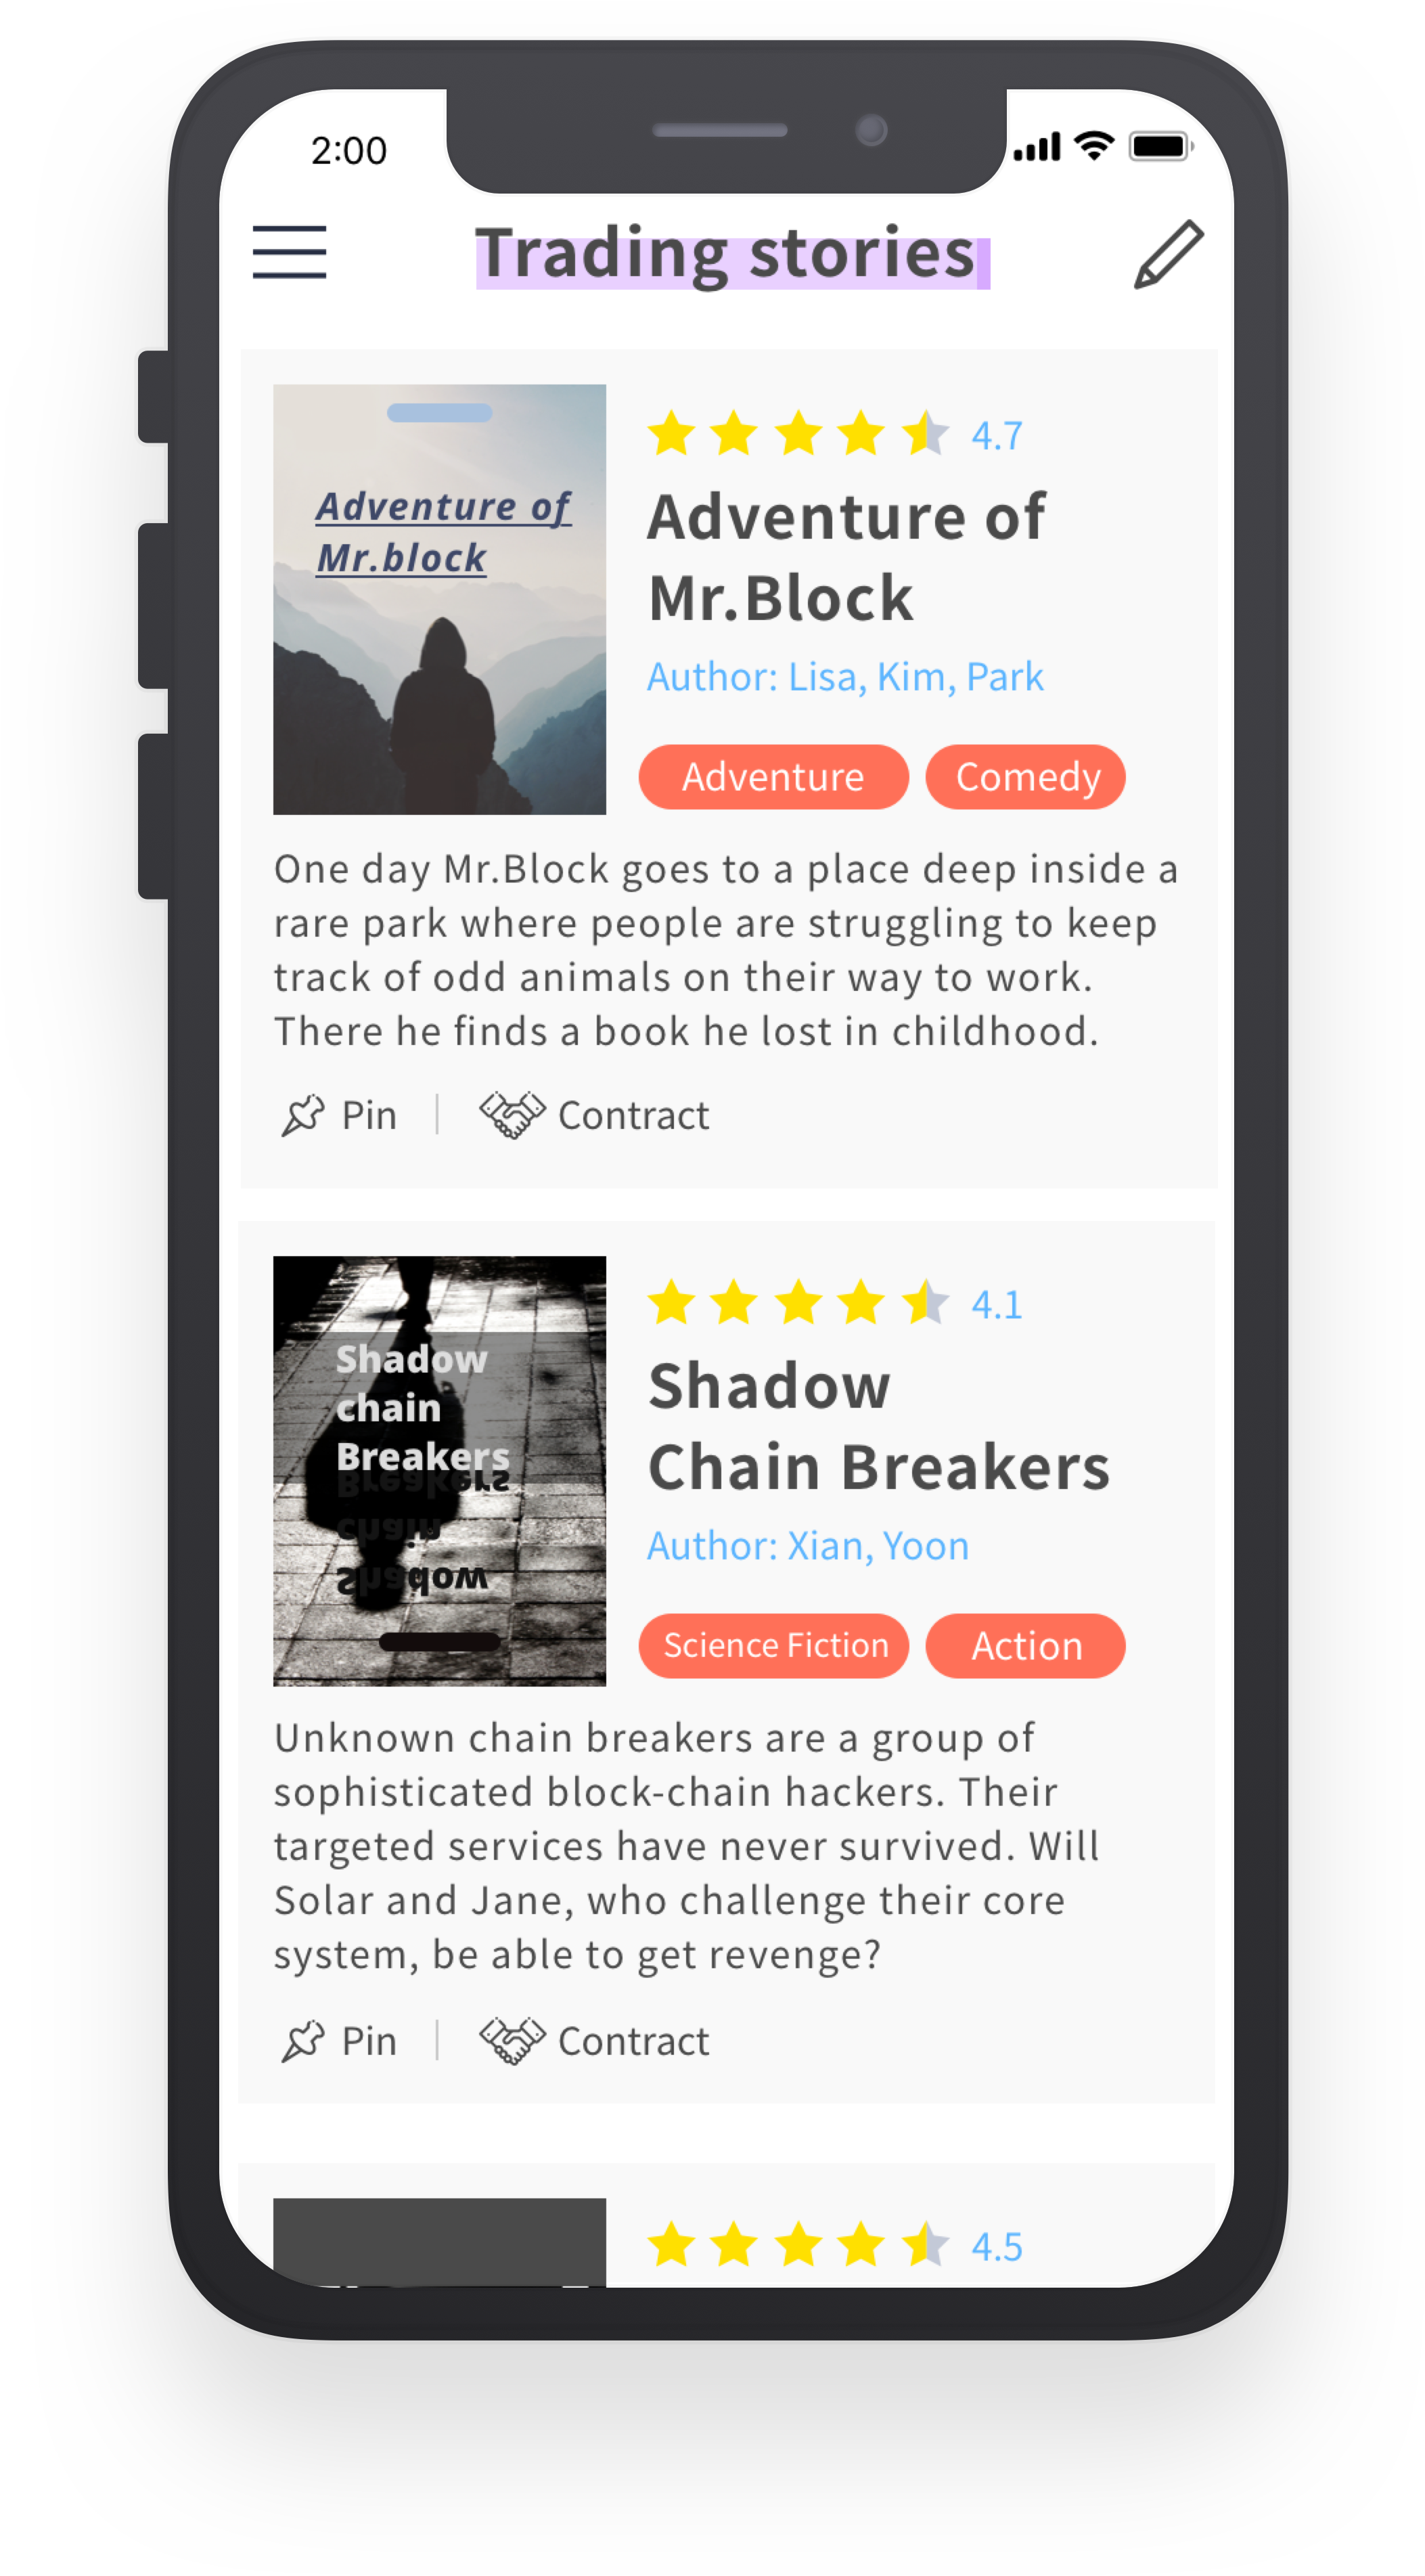 2:00
Trading stories
Adventure of
Mr.block
4.7
Adventure of
Mr.Block
Author: Lisa, Kim, Park
Adventure
Comedy
One day Mr.Block goes to a place deep inside a
rare park where people are struggling to keep
track of odd animals on their way to work.
There he finds a book he lost in childhood.
Pin
Contract
Shadow
chain
Breakers
Breakers
chain
Shadow
4.1
Shadow
Chain Breakers
Author: Xian, Yoon
Science Fiction
Action
Unknown chain breakers are a group of
sophisticated block-chain hackers. Their
targeted services have never survived. Will
Solar and Jane, who challenge their core
system, be able to get revenge?
Pin
Contract
4.5